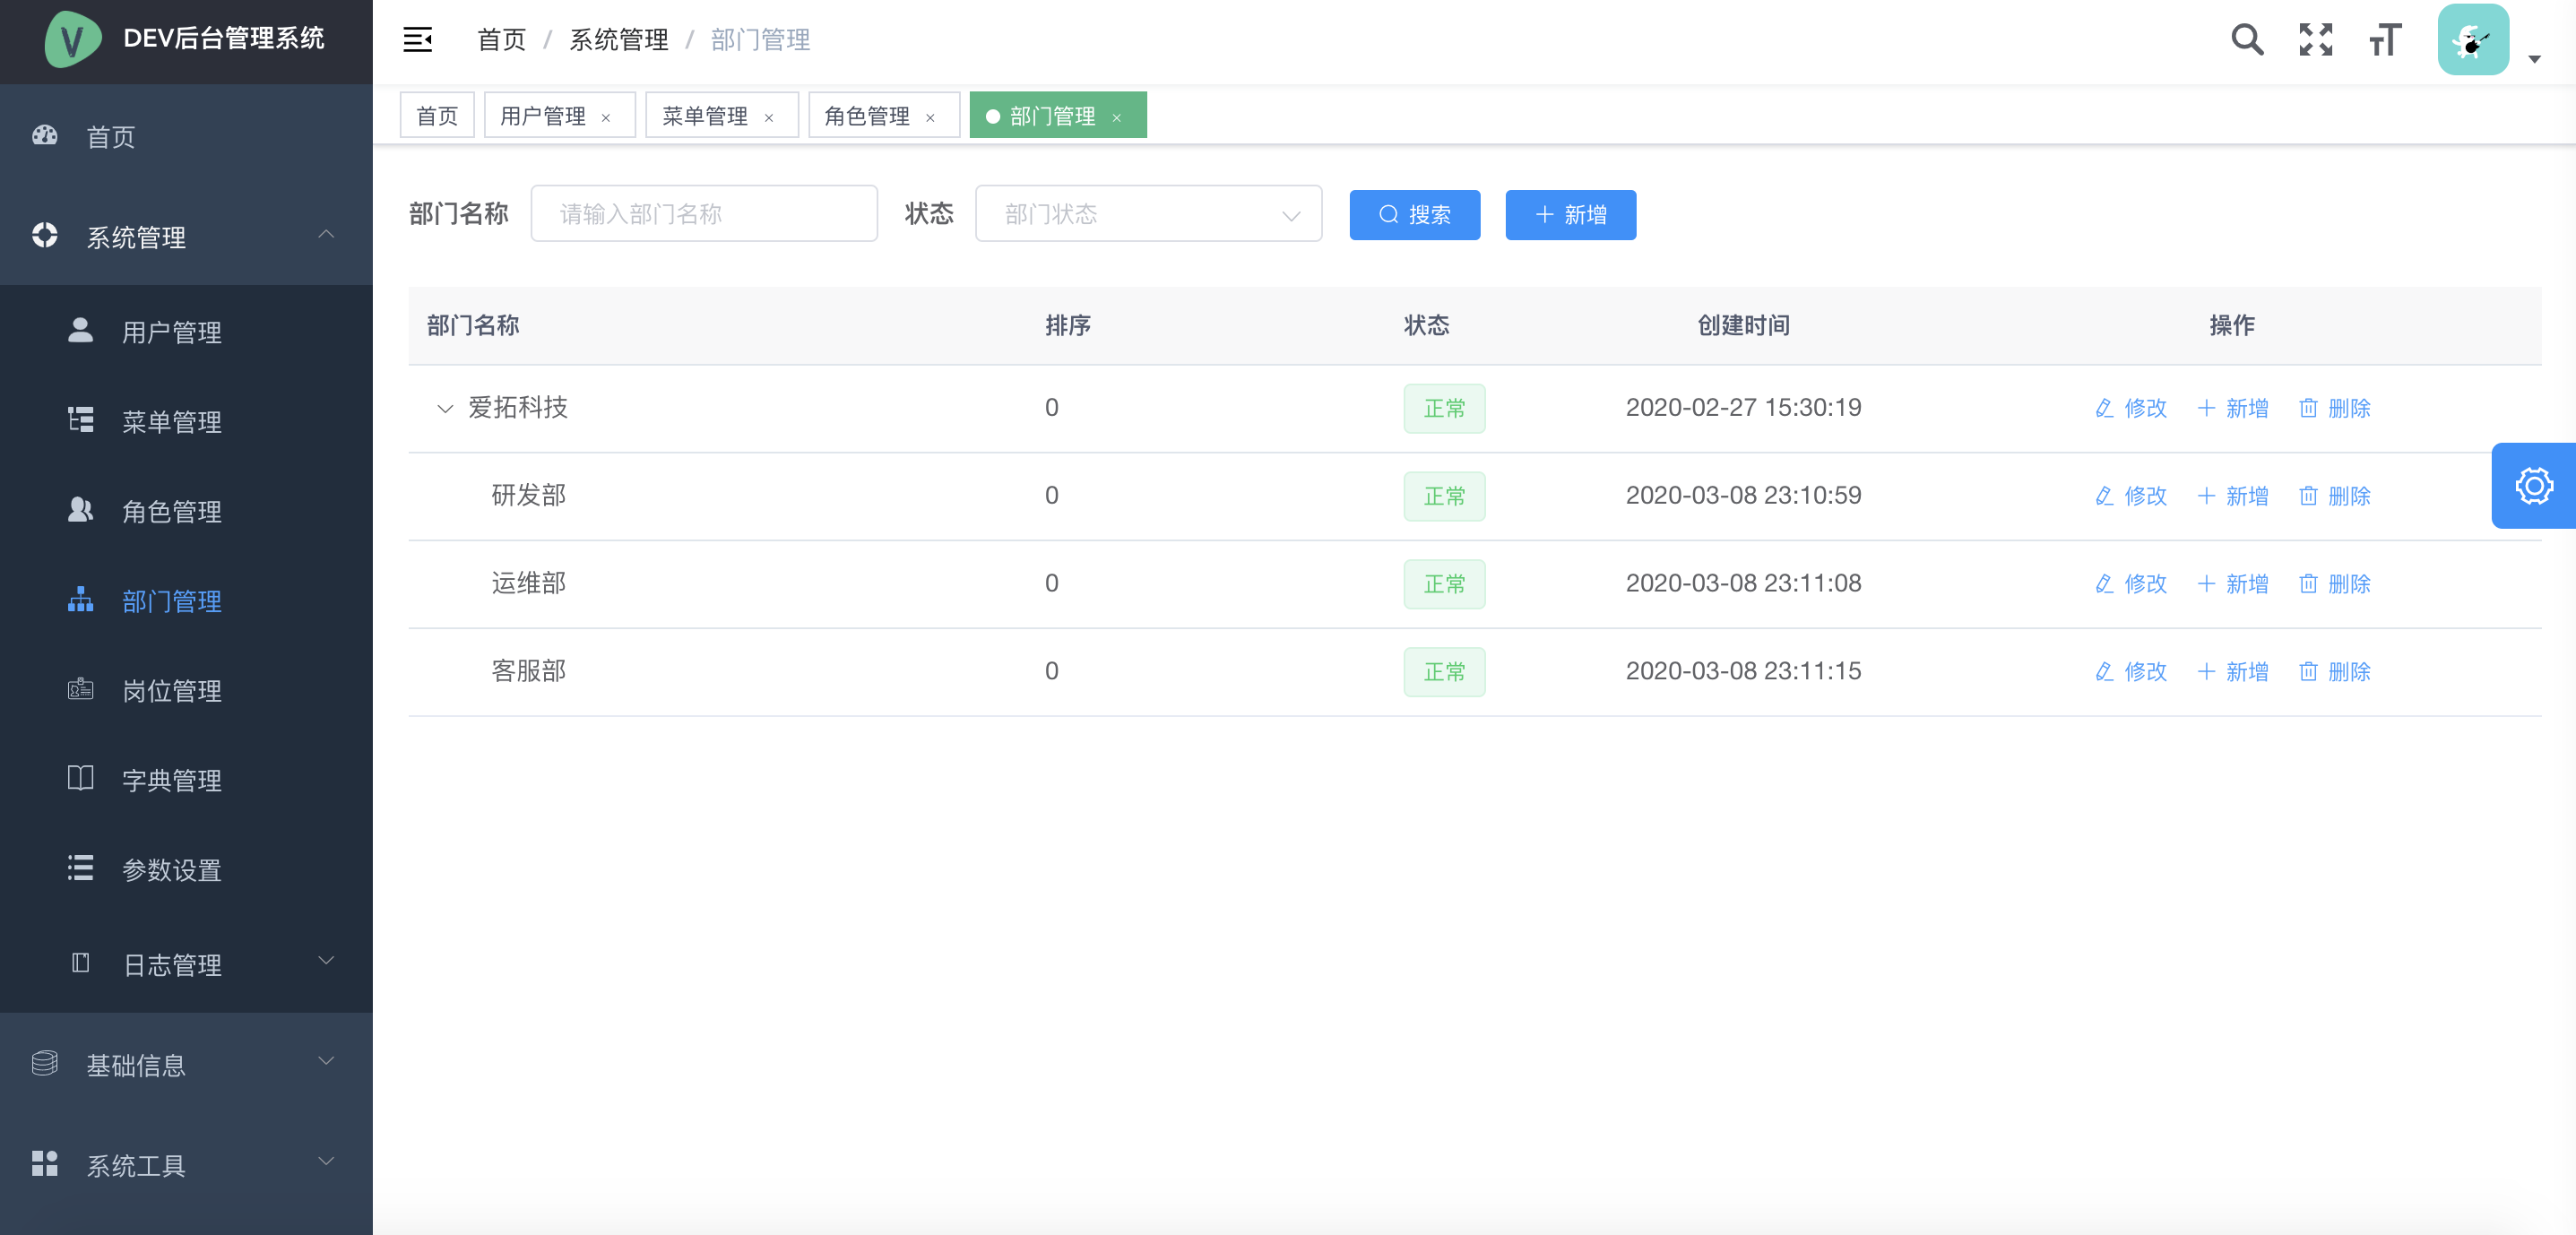 DEV后台管理系统
首页 / 系统管理 / 部门管理
首页
用户管理 ×
菜单管理 ×
角色管理 ×
部门管理 ×
首页
系统管理
用户管理
菜单管理
角色管理
部门管理
岗位管理
字典管理
参数设置
日志管理
基础信息
系统工具
部门名称 请输入部门名称 状态 部门状态 搜索 新增
部门名称 排序 状态 创建时间 操作
爱拓科技 0 正常 2020-02-27 15:30:19 修改 新增 删除
研发部 0 正常 2020-03-08 23:10:59 修改 新增 删除
运维部 0 正常 2020-03-08 23:11:08 修改 新增 删除
客服部 0 正常 2020-03-08 23:11:15 修改 新增 删除